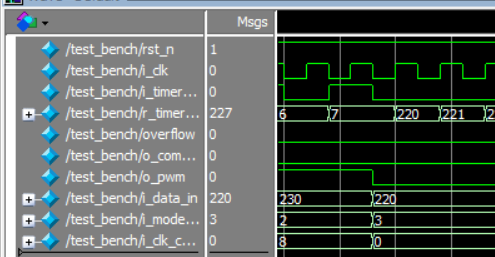 Msgs
/test_bench/rst_n 1
/test_bench/i_clk 0
/test_bench/i_timer... 0
/test_bench/r_timer... 227 6 7 220 221 2
/test_bench/overflow 0
/test_bench/o_com... 0
/test_bench/o_pwm 0
/test_bench/i_data_in 220 230 220
/test_bench/i_mode... 3 2 3
/test_bench/i_clk_c... 0 8 0